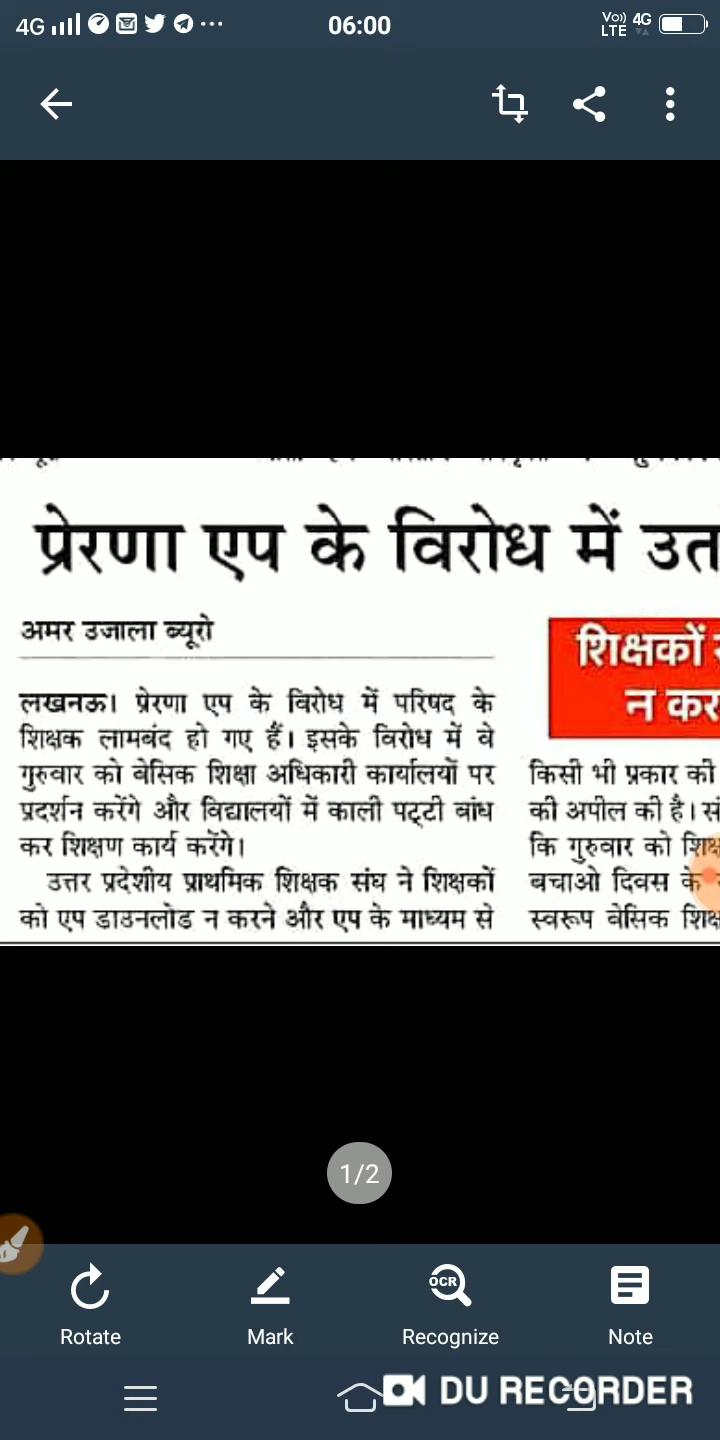 4G 06:00 Vo)) LTE 4G
प्रेरणा एप के विरोध में उत
अमर उजाला ब्यूरो
लखनऊ। प्रेरणा एप के विरोध में परिषद के
शिक्षक लामबंद हो गए हैं। इसके विरोध में वे
गुरुवार को बेसिक शिक्षा अधिकारी कार्यालयों पर
प्रदर्शन करेंगे और विद्यालयों में काली पट्टी बांध
कर शिक्षण कार्य करेंगे।
उत्तर प्रदेशीय प्राथमिक शिक्षक संघ ने शिक्षकों
को एप डाउनलोड न करने और एप के माध्यम से
शिक्षकों
न कर
किसी भी प्रकार की
की अपील की है। सं
कि गुरुवार को शिक्ष
बचाओ दिवस के
स्वरूप बेसिक शिक्ष
1/2
OCR
Rotate Mark Recognize Note
DU RECORDER